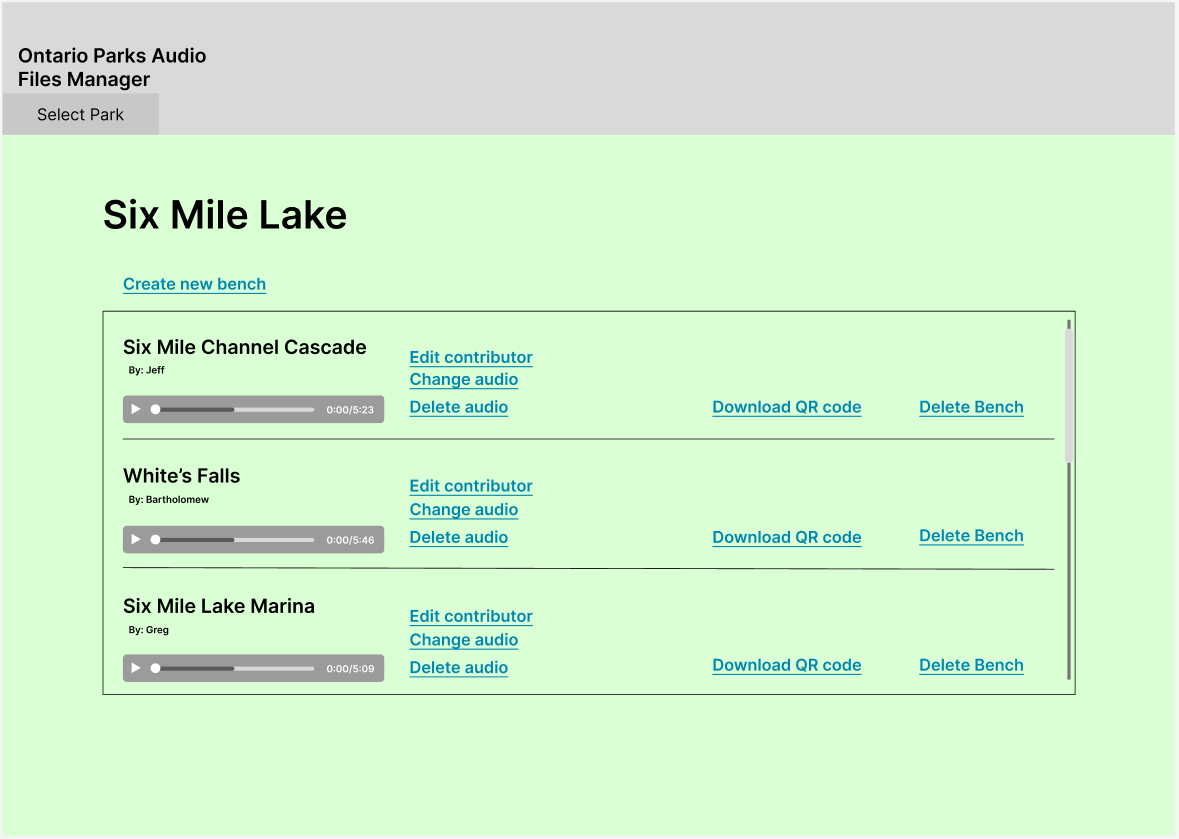 Ontario Parks Audio
Files Manager
Select Park
Six Mile Lake
Create new bench
Six Mile Channel Cascade
By: Jeff
0:00/5:23
Edit contributor
Change audio
Delete audio
Download QR code
Delete Bench
White’s Falls
By: Bartholomew
0:00/5:46
Edit contributor
Change audio
Delete audio
Download QR code
Delete Bench
Six Mile Lake Marina
By: Greg
0:00/5:09
Edit contributor
Change audio
Delete audio
Download QR code
Delete Bench